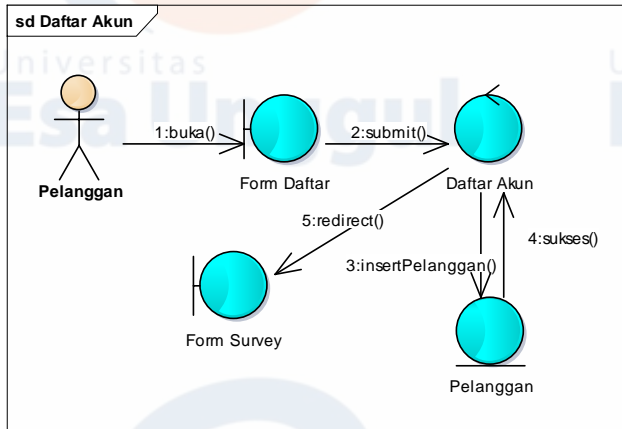 sd Daftar Akun
Universitas
Esa Unggul
1:buka()
2:submit()
Pelanggan
Form Daftar
Daftar Akun
5:redirect()
4:sukses()
3:insertPelanggan()
Form Survey
Pelanggan